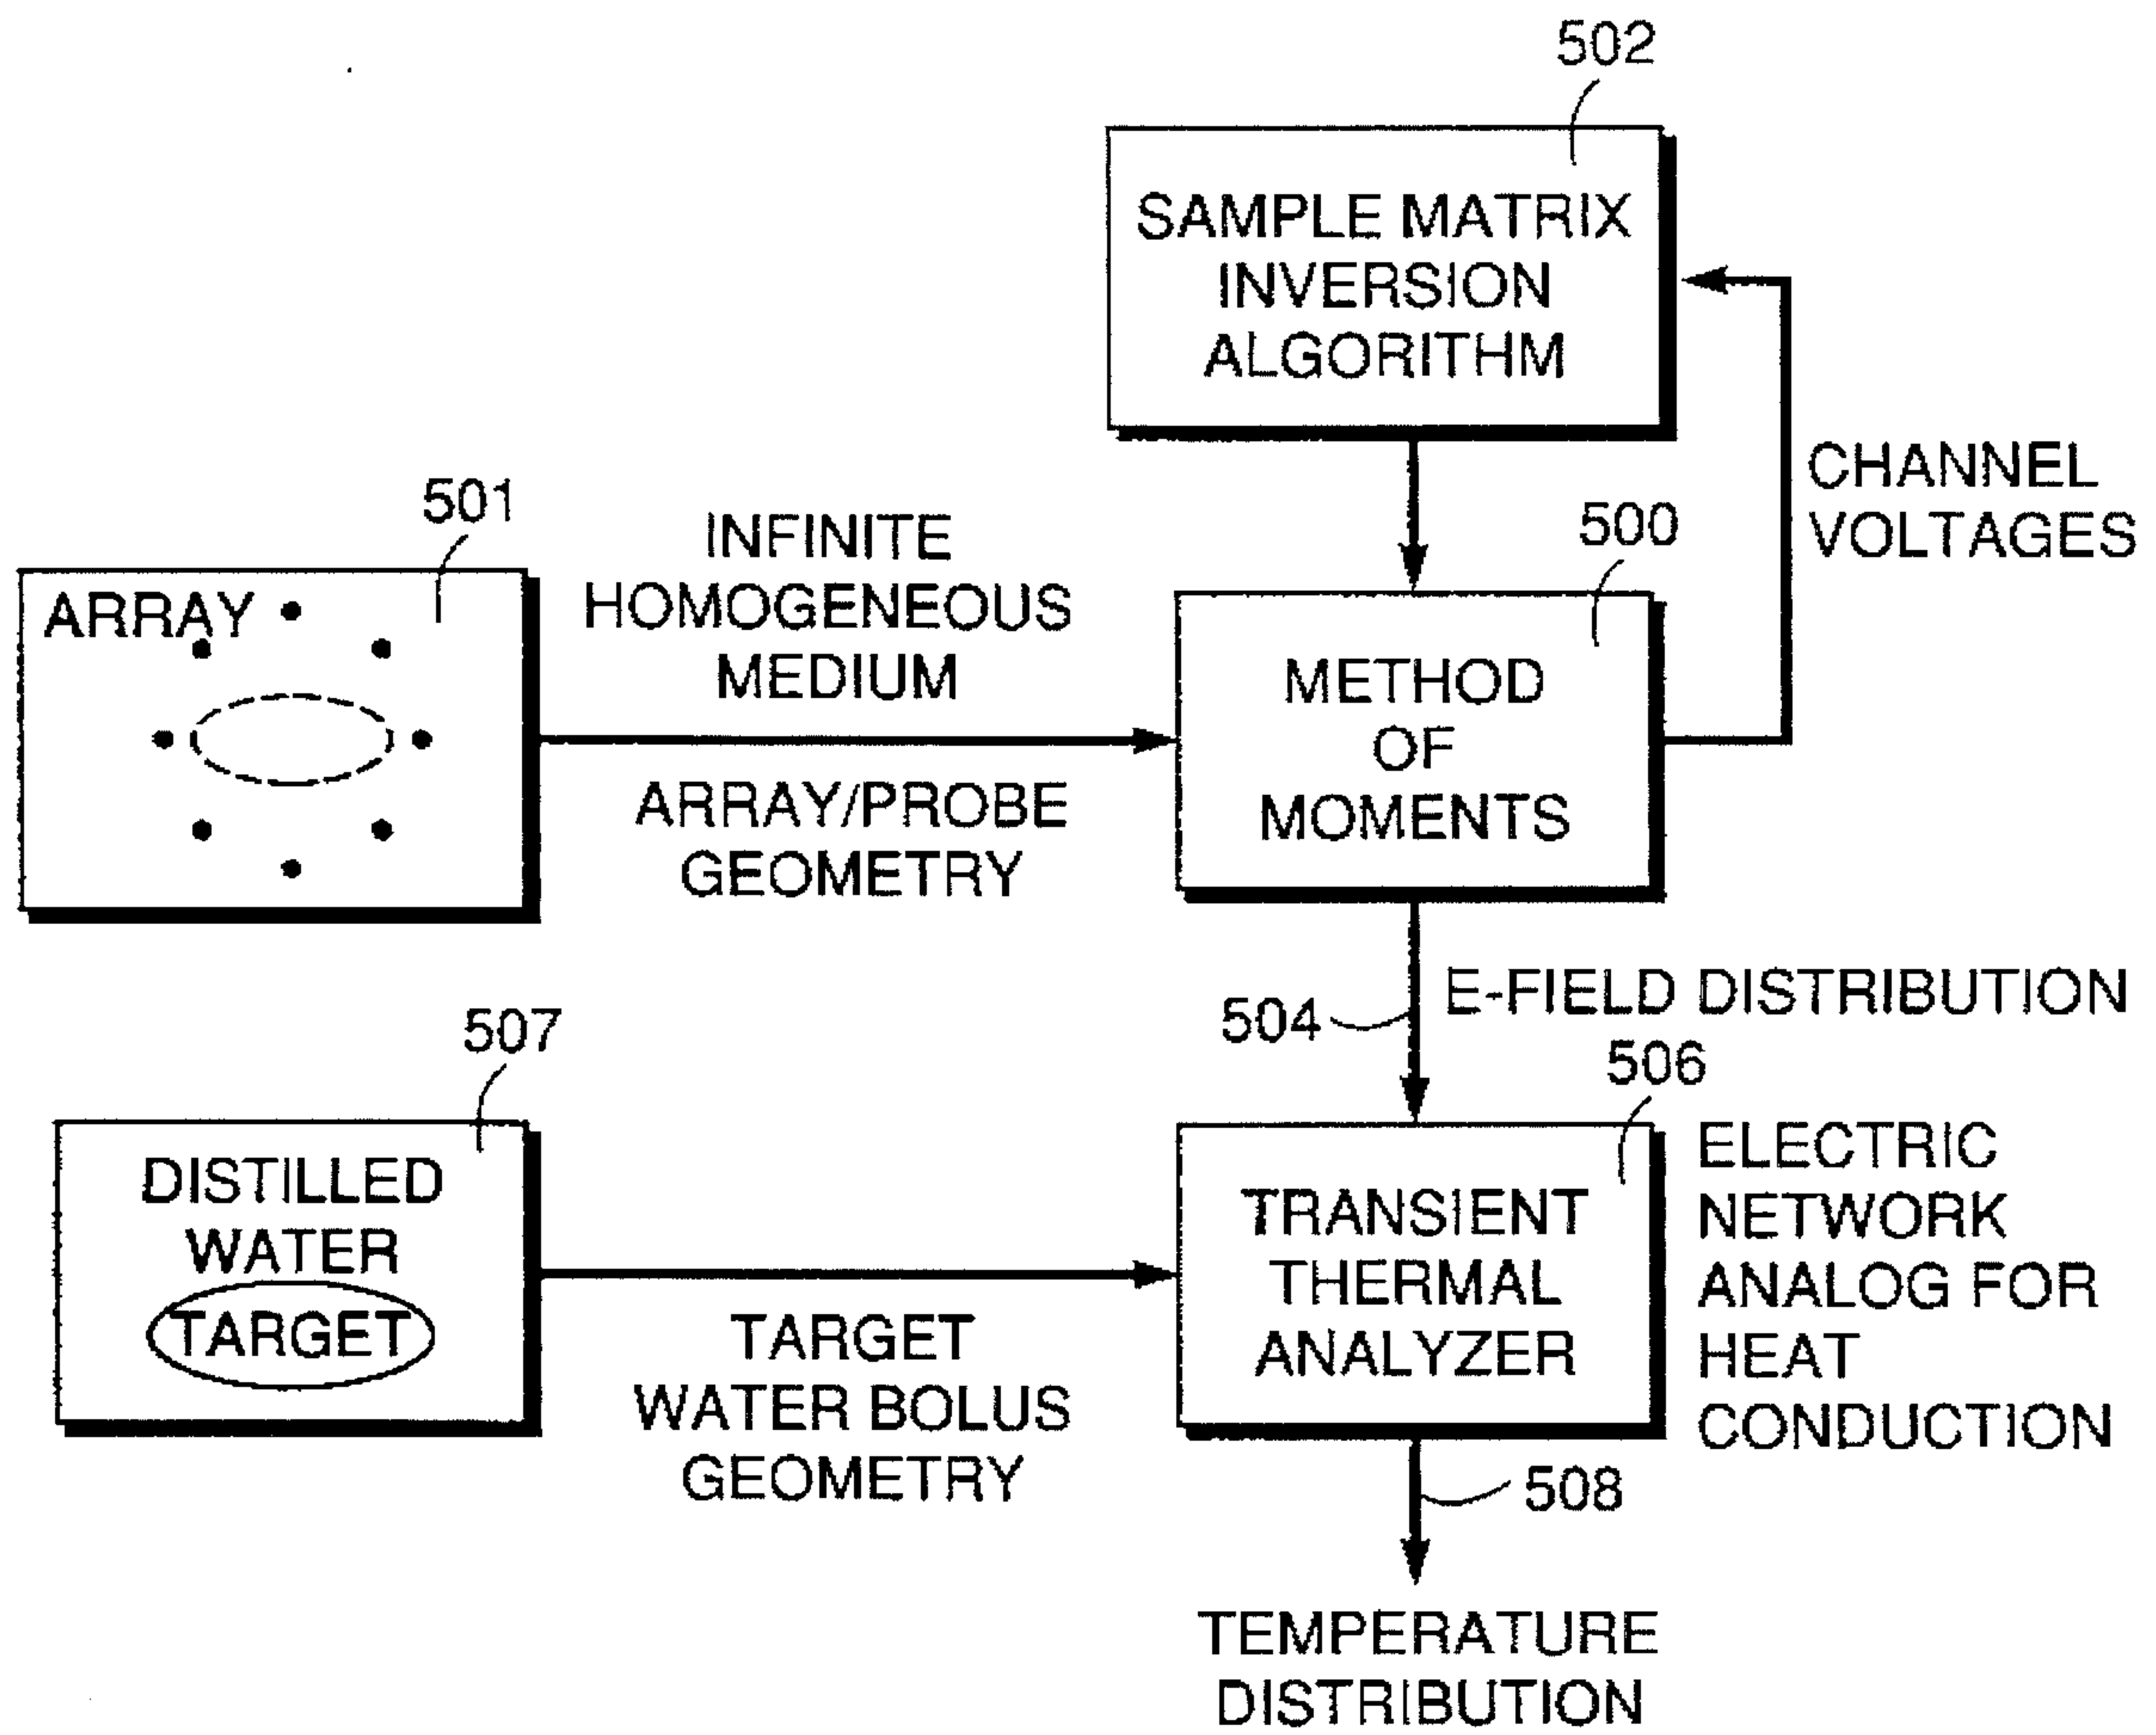 502
SAMPLE MATRIX
INVERSION
ALGORITHM
CHANNEL
VOLTAGES
501
ARRAY
INFINITE
HOMOGENEOUS
MEDIUM
ARRAY/PROBE
GEOMETRY
500
METHOD
OF
MOMENTS
504
E-FIELD DISTRIBUTION
507
DISTILLED
WATER
TARGET
TARGET
WATER BOLUS
GEOMETRY
506
TRANSIENT
THERMAL
ANALYZER
ELECTRIC
NETWORK
ANALOG FOR
HEAT
CONDUCTION
508
TEMPERATURE
DISTRIBUTION